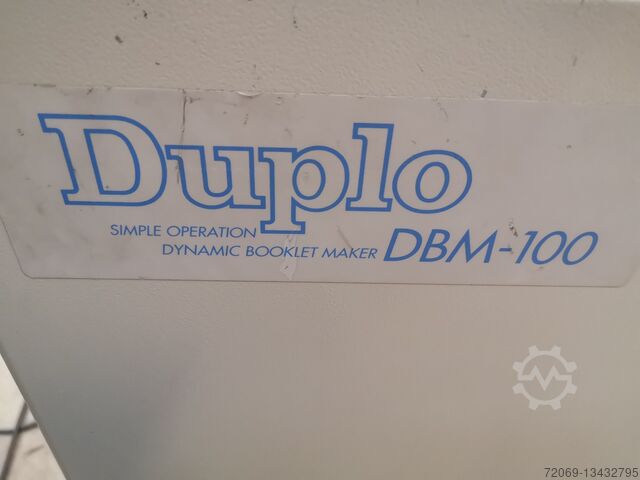 Duplo
SIMPLE OPERATION
DYNAMIC BOOKLET MAKER DBM-100
72069-13432795